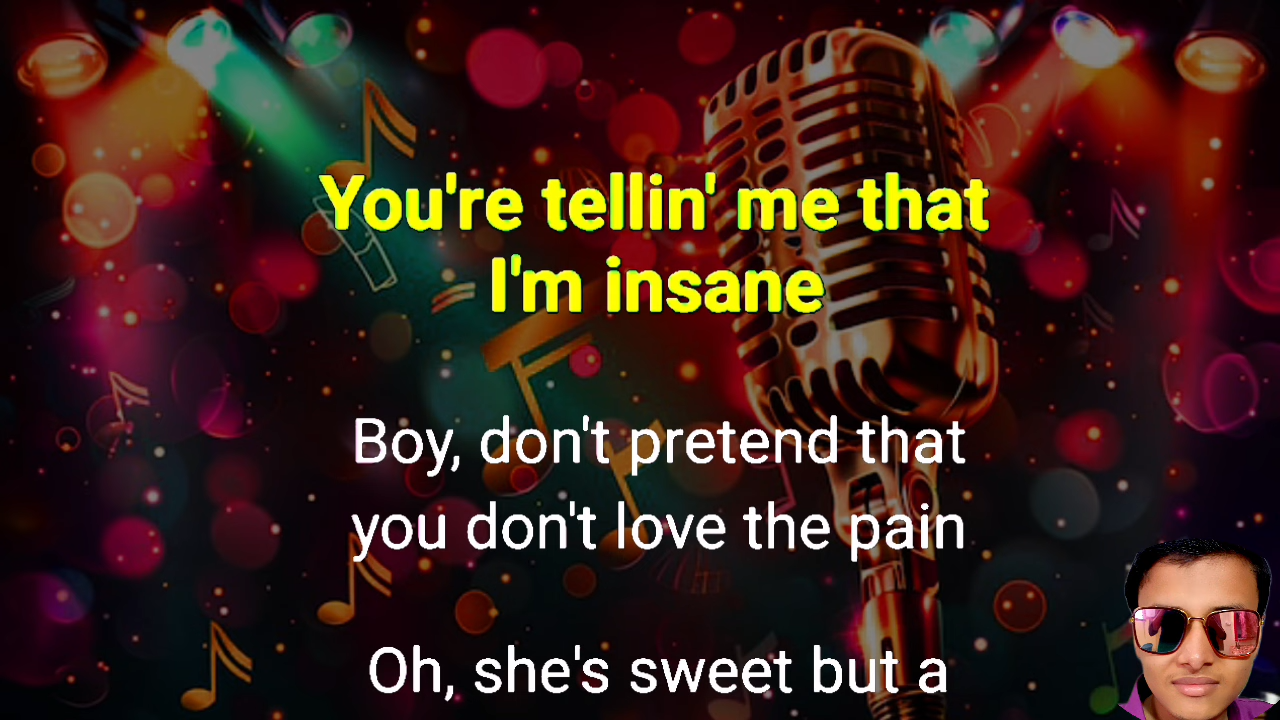 You're tellin' me that
I'm insane
Boy, don't pretend that
you don't love the pain
Oh, she's sweet but a